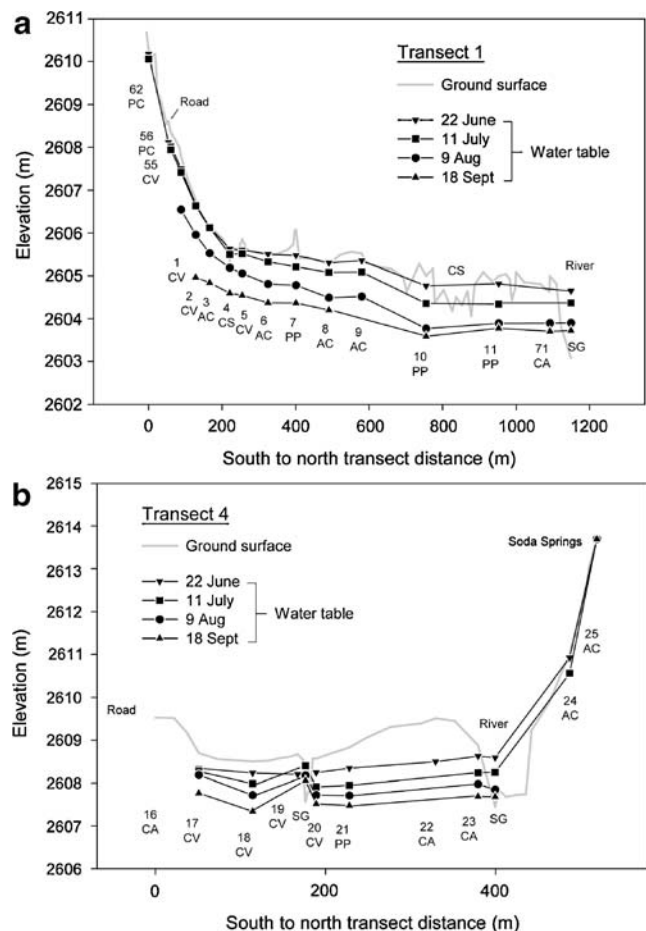 a
2611
2610
2609
2608
2607
2606
2605
2604
2603
2602
Elevation (m)
Transect 1
Ground surface
22 June
11 July
9 Aug
18 Sept
Water table
62
PC
Road
56
PC
55
CV
1
CV
2
CV
3
AC
4
CS
5
CV
6
AC
7
PP
8
AC
9
AC
10
PP
CS
11
PP
71
CA
River
SG
0 200 400 600 800 1000 1200
South to north transect distance (m)
b
2615
2614
2613
2612
2611
2610
2609
2608
2607
2606
Elevation (m)
Transect 4
Ground surface
22 June
11 July
9 Aug
18 Sept
Water table
Soda Springs
Road
River
16
CA
17
CV
18
CV
19
CV
SG
20
CV
21
PP
22
CA
23
CA
SG
24
AC
25
AC
0 200 400
South to north transect distance (m)